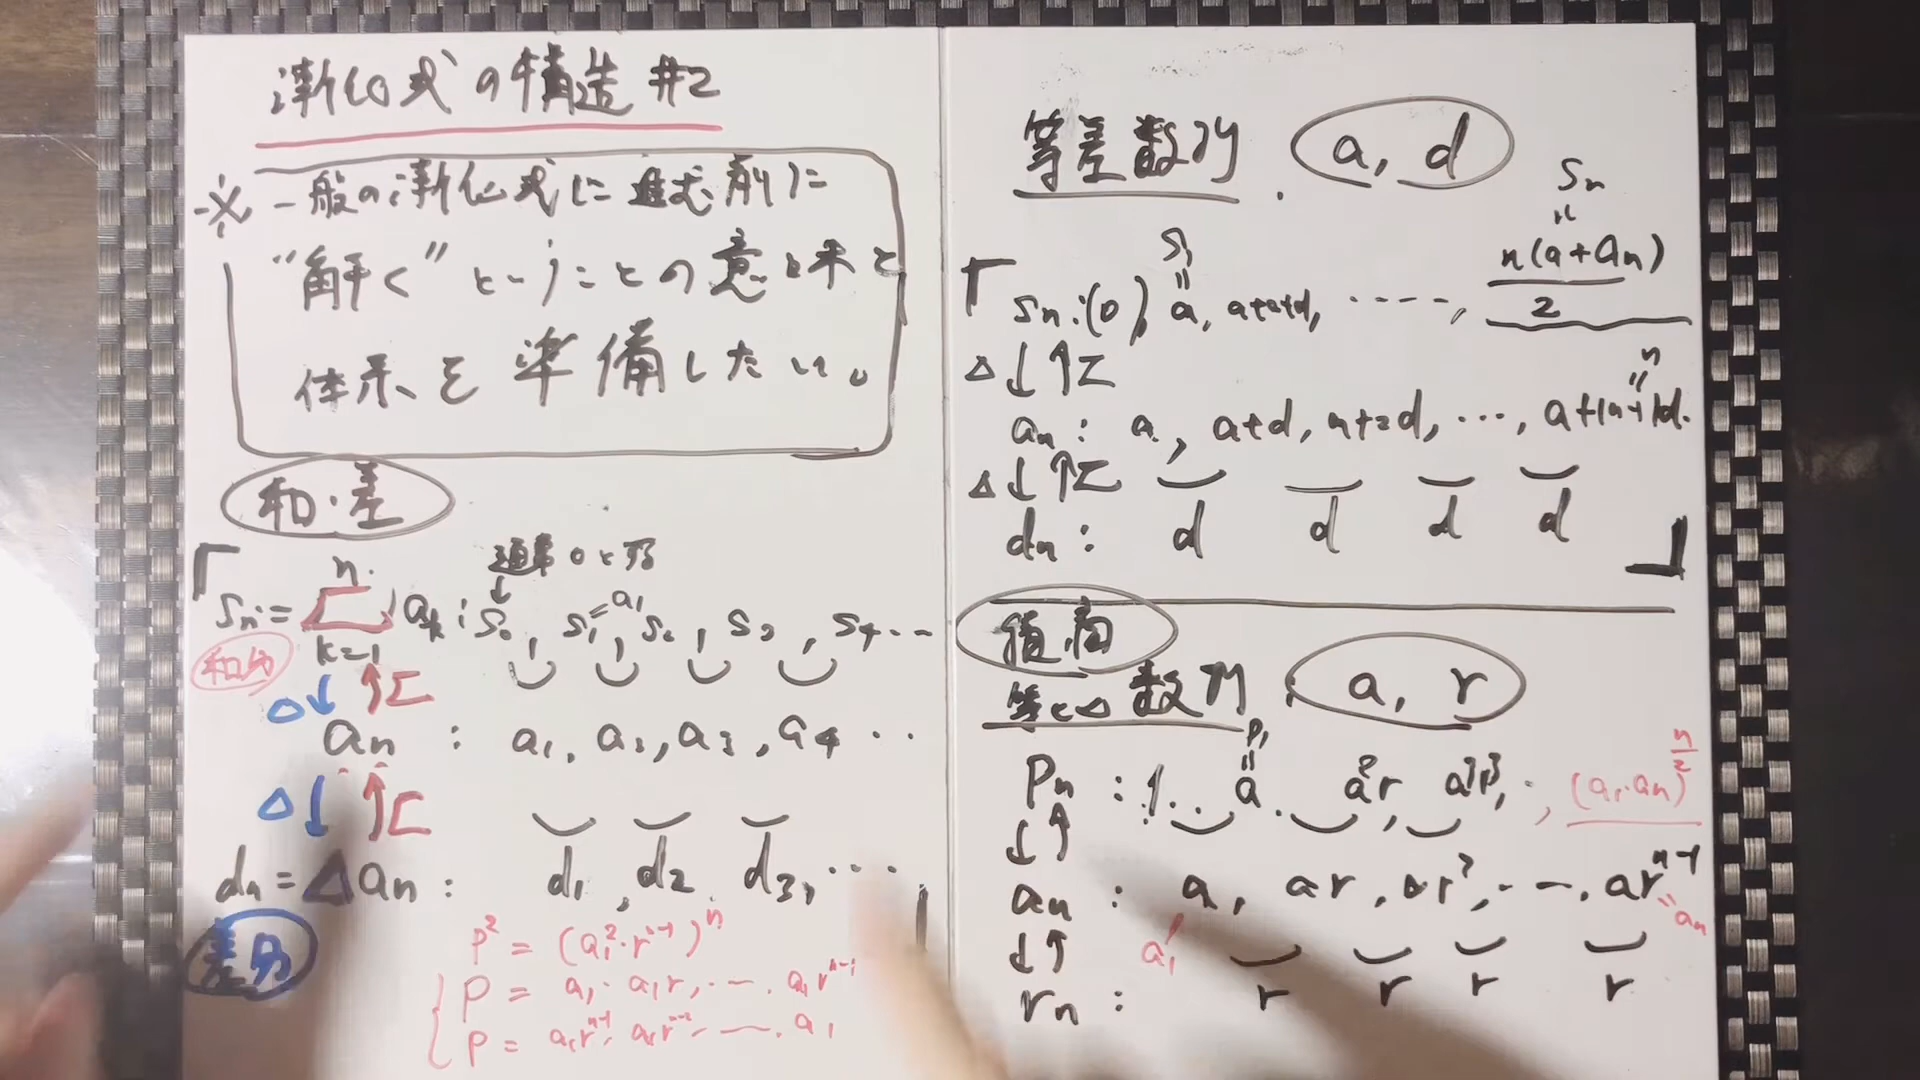 漸化式の構造 #2
※ 一般の漸化式に進む前に
"解く"ということの意味と
体系を準備したい。
和・差
通常0とする
Sn := Σ ak : S0, S1=a1, S2, S3, S4 ‥
n
k=1
和分
Δ↓ ↑Σ
an : a1, a2, a3, a4 ‥
Δ↓ ↑Σ
dn = Δan : d1, d2, d3, ‥‥
差分
P² = (a1²・r^(n-1))^n
P = a1・a1r・‥‥・a1r^(n-1)
P = a1r^(n-1)・a1r^(n-2)・‥‥・a1
等差数列 . a, d
Sn
=
n(a+an)
2
S1
=
Sn : (0), a, a+a+d, ‥‥,
Δ↓ ↑Σ
an : a, a+d, a+2d, …, a+(n-1)d.
Δ↓ ↑Σ
dn : d d d d
積・商
等比数列 : a, r
P1
=
Pn : 1, a, a²r, a³r³, ‥, (a1・an)^(n/2)
↓↑
an : a, ar, ar², ‥‥, ar^(n-1) = an
a1
↓↑
rn : r r r r